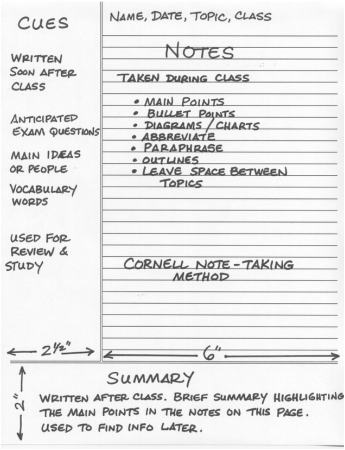 CUES
WRITTEN
SOON AFTER
CLASS
ANTICIPATED
EXAM QUESTIONS
MAIN IDEAS
OR PEOPLE
VOCABULARY
WORDS
USED FOR
REVIEW &
STUDY
2 1/2"
NAME, DATE, TOPIC, CLASS
NOTES
TAKEN DURING CLASS
• MAIN POINTS
• BULLET POINTS
• DIAGRAMS / CHARTS
• ABBREVIATE
• PARAPHRASE
• OUTLINES
• LEAVE SPACE BETWEEN
TOPICS
CORNELL NOTE-TAKING
METHOD
6"
2"
SUMMARY
WRITTEN AFTER CLASS. BRIEF SUMMARY HIGHLIGHTING
THE MAIN POINTS IN THE NOTES ON THIS PAGE.
USED TO FIND INFO LATER.